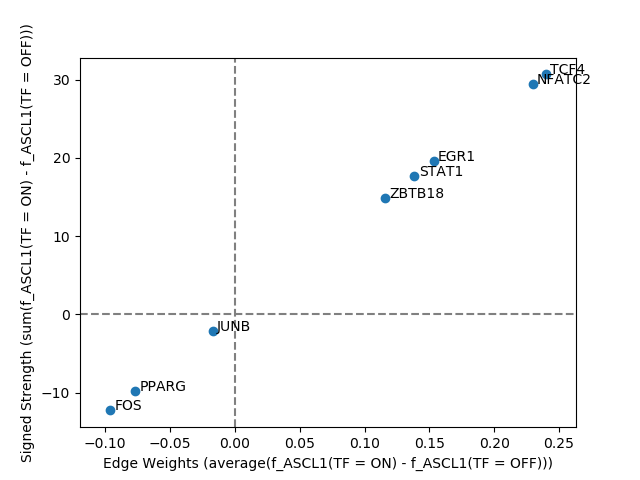 Signed Strength (sum(f_ASCL1(TF = ON) - f_ASCL1(TF = OFF)))
30
20
10
0
−10
TCF4
NFATC2
EGR1
STAT1
ZBTB18
JUNB
PPARG
FOS
−0.10
−0.05
0.00
0.05
0.10
0.15
0.20
0.25
Edge Weights (average(f_ASCL1(TF = ON) - f_ASCL1(TF = OFF)))